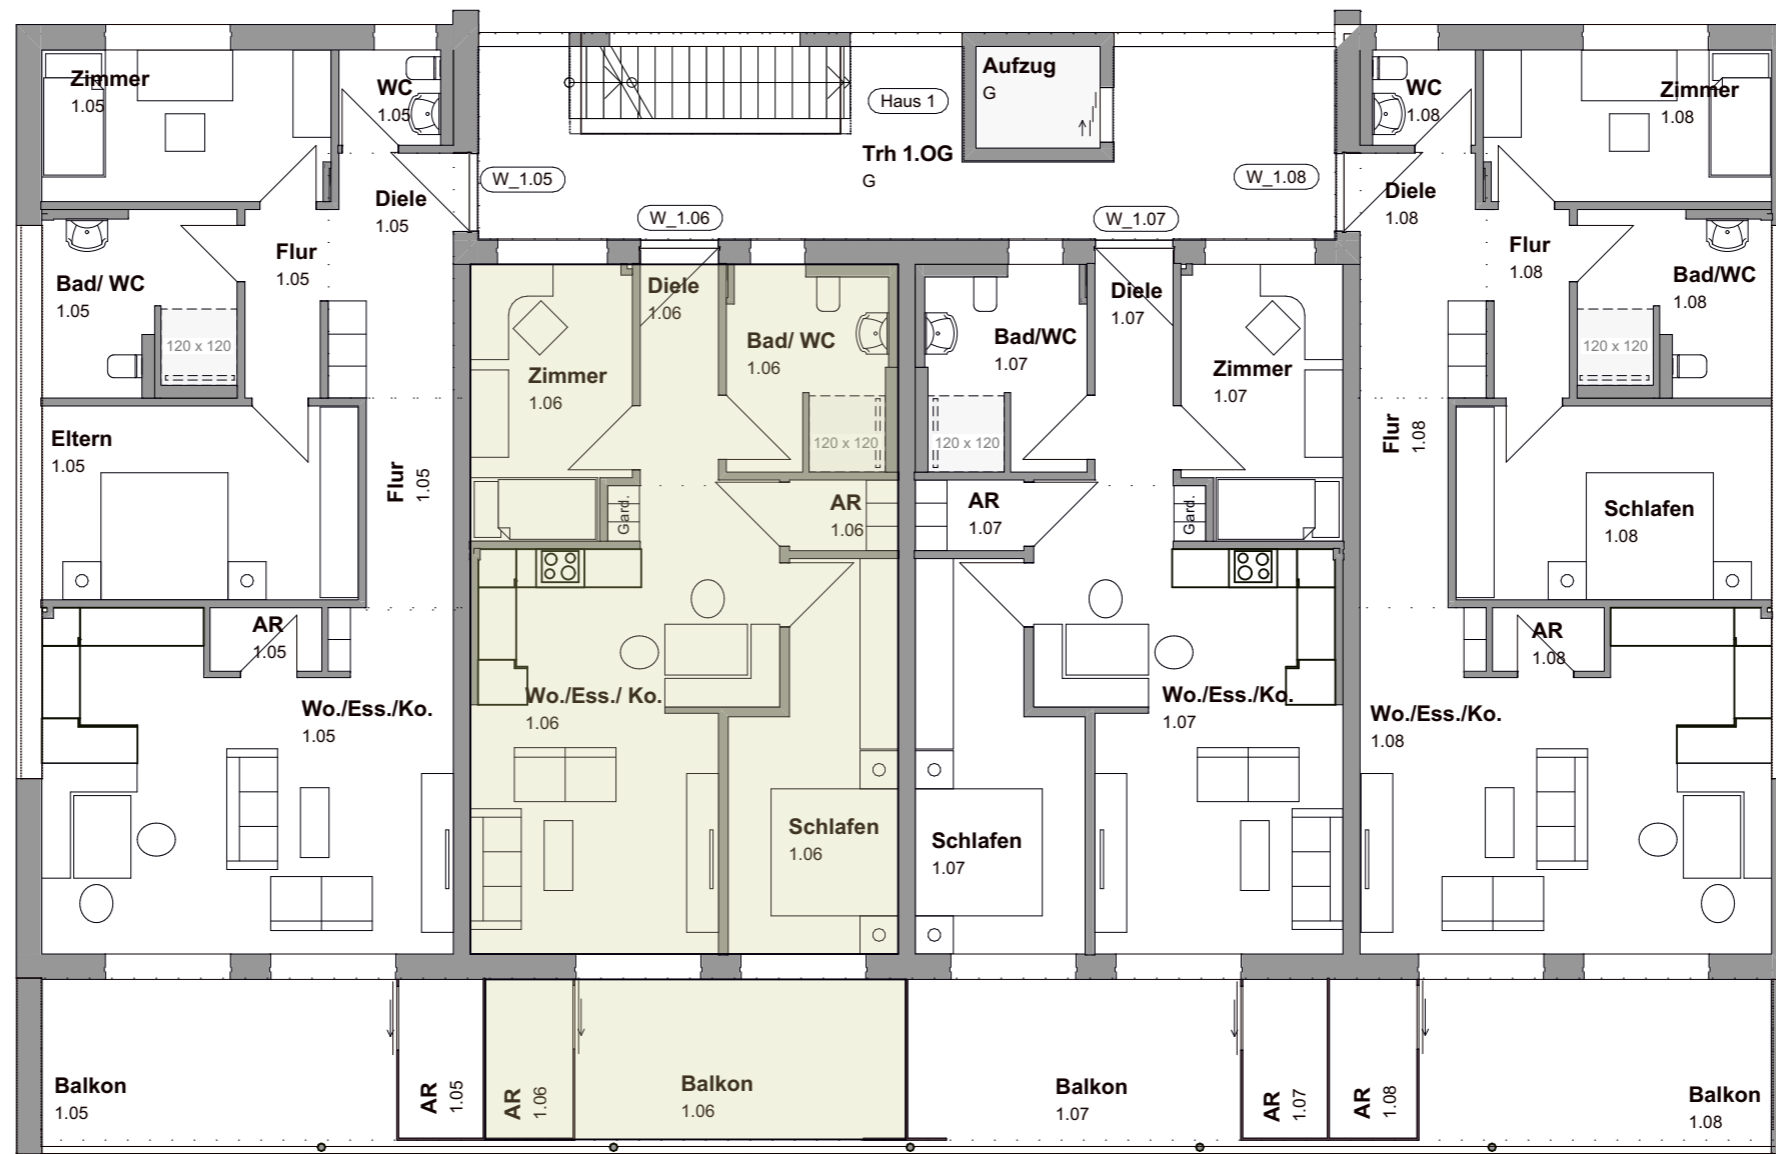 Zimmer
1.05
WC
1.05
Haus 1
Aufzug
G
WC
1.08
Zimmer
1.08
Trh 1.OG
G
W_1.05
W_1.08
Diele
1.05
Diele
1.08
W_1.06
W_1.07
Flur
1.05
Flur
1.08
Bad/ WC
1.05
Bad/WC
1.08
Diele
1.06
Diele
1.07
120 x 120
120 x 120
Bad/ WC
1.06
Bad/WC
1.07
Zimmer
1.06
Zimmer
1.07
Eltern
1.05
Flur
1.05
Flur
1.08
120 x 120
120 x 120
AR
1.06
AR
1.07
Gard.
Gard.
Schlafen
1.08
AR
1.05
AR
1.08
Wo./Ess./Ko.
1.05
Wo./Ess./ Ko.
1.06
Wo./Ess./Ko.
1.07
Wo./Ess./Ko.
1.08
Schlafen
1.06
Schlafen
1.07
Balkon
1.05
AR
1.05
AR
1.06
Balkon
1.06
Balkon
1.07
AR
1.07
AR
1.08
Balkon
1.08